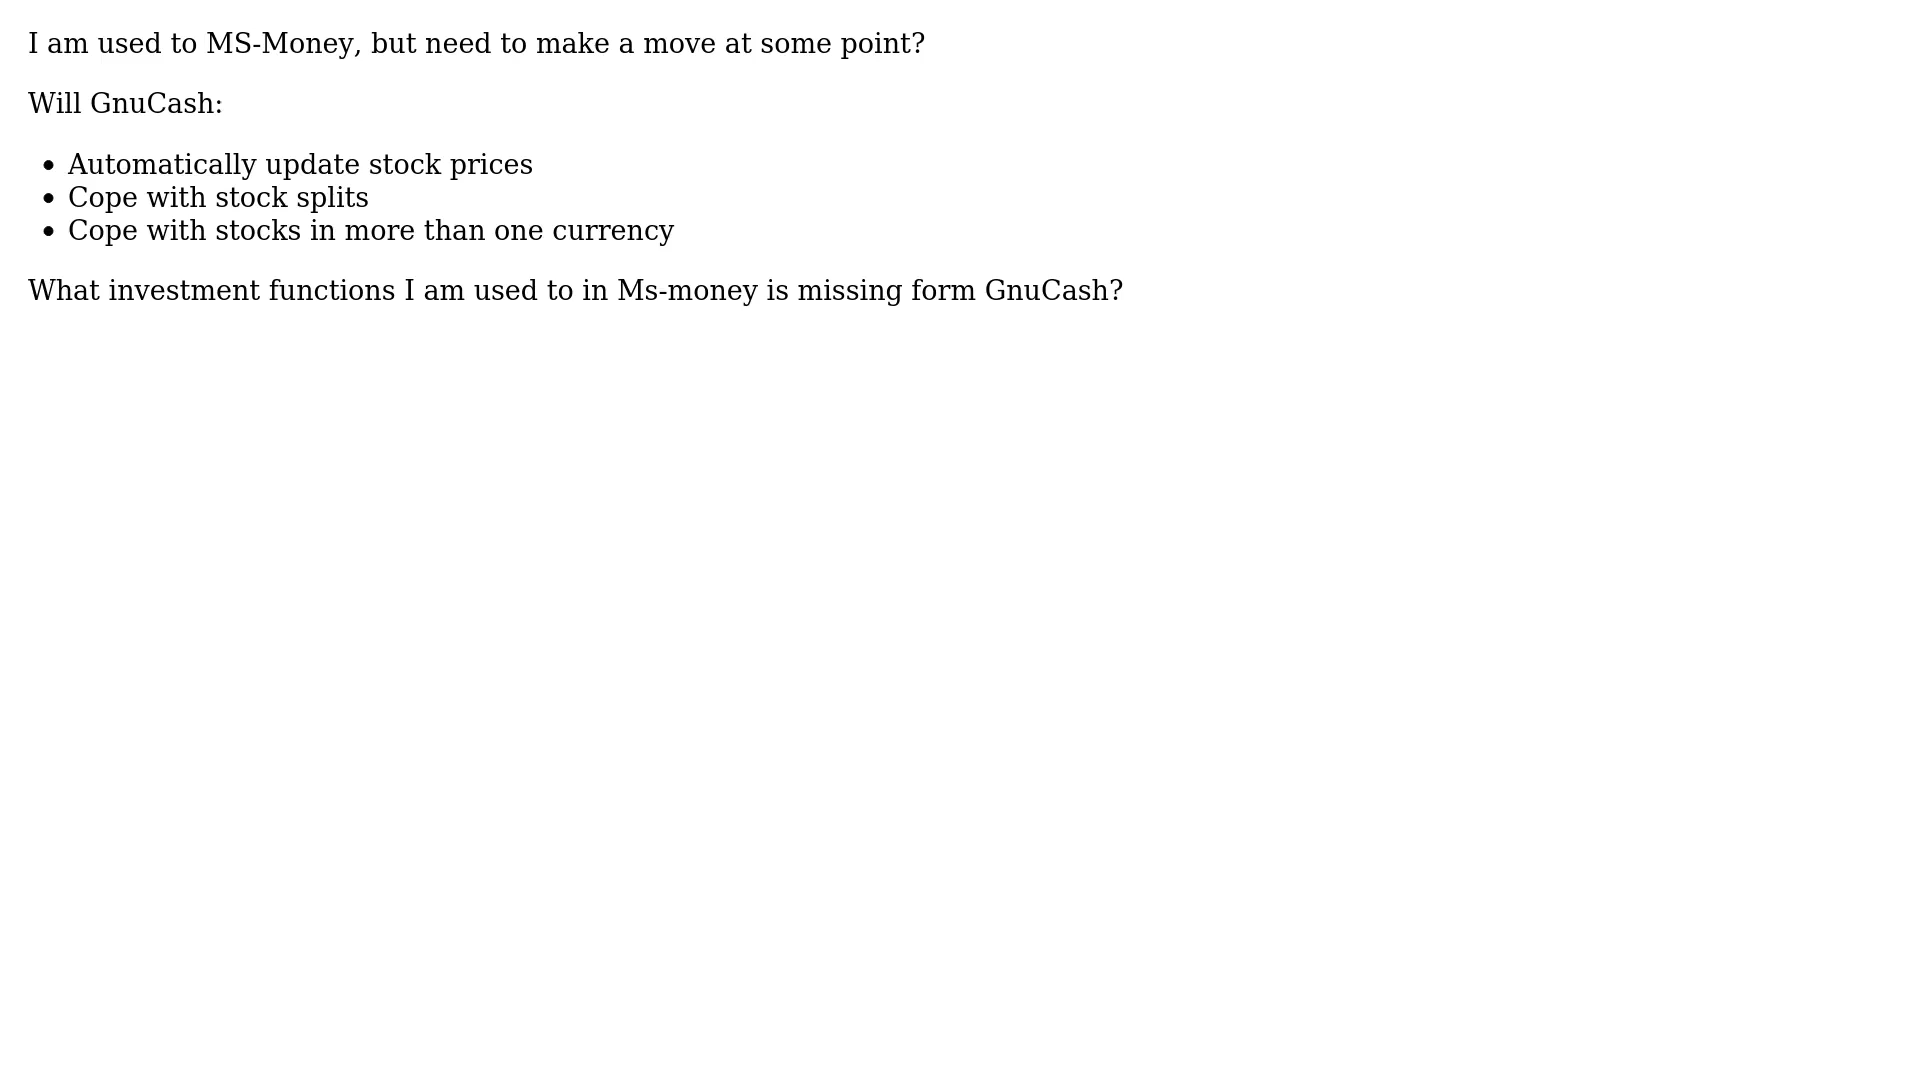 I am used to MS-Money, but need to make a move at some point?
Will GnuCash:
• Automatically update stock prices
• Cope with stock splits
• Cope with stocks in more than one currency
What investment functions I am used to in Ms-money is missing form GnuCash?